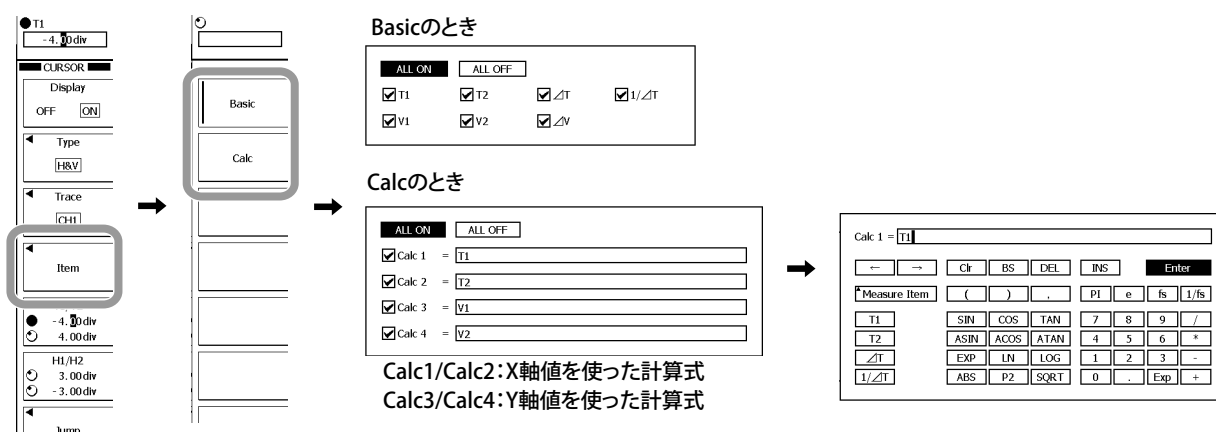 T1
-4.00div
CURSOR
Display
OFF ON
Type
H&V
Trace
CH1
Item
-4.00div
4.00div
H1/H2
3.00div
-3.00div
Jump
Basic
Calc
Basicのとき
ALL ON ALL OFF
T1 T2 ⊿T 1/⊿T
V1 V2 ⊿V
Calcのとき
ALL ON ALL OFF
Calc 1 = T1
Calc 2 = T2
Calc 3 = V1
Calc 4 = V2
Calc1/Calc2：X軸値を使った計算式
Calc3/Calc4：Y軸値を使った計算式
Calc 1 = T1
← → Clr BS DEL INS Enter
Measure Item ( ) , PI e fs 1/fs
T1 SIN COS TAN 7 8 9 /
T2 ASIN ACOS ATAN 4 5 6 *
⊿T EXP LN LOG 1 2 3 -
1/⊿T ABS P2 SQRT 0 . Exp +